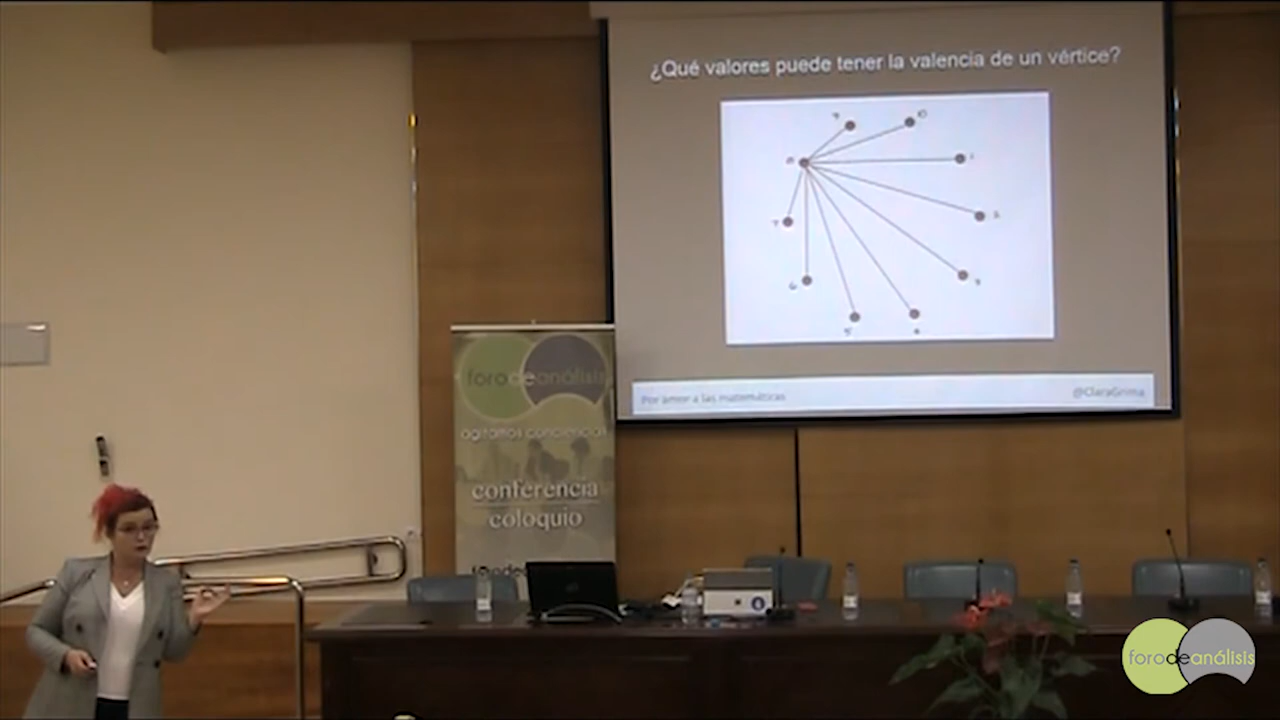 ¿Qué valores puede tener la valencia de un vértice?
Por amor a las matemáticas
@ClaraGrima
forodeanálisis
agitamos conciencias
conferencia
coloquio
forodeanálisis